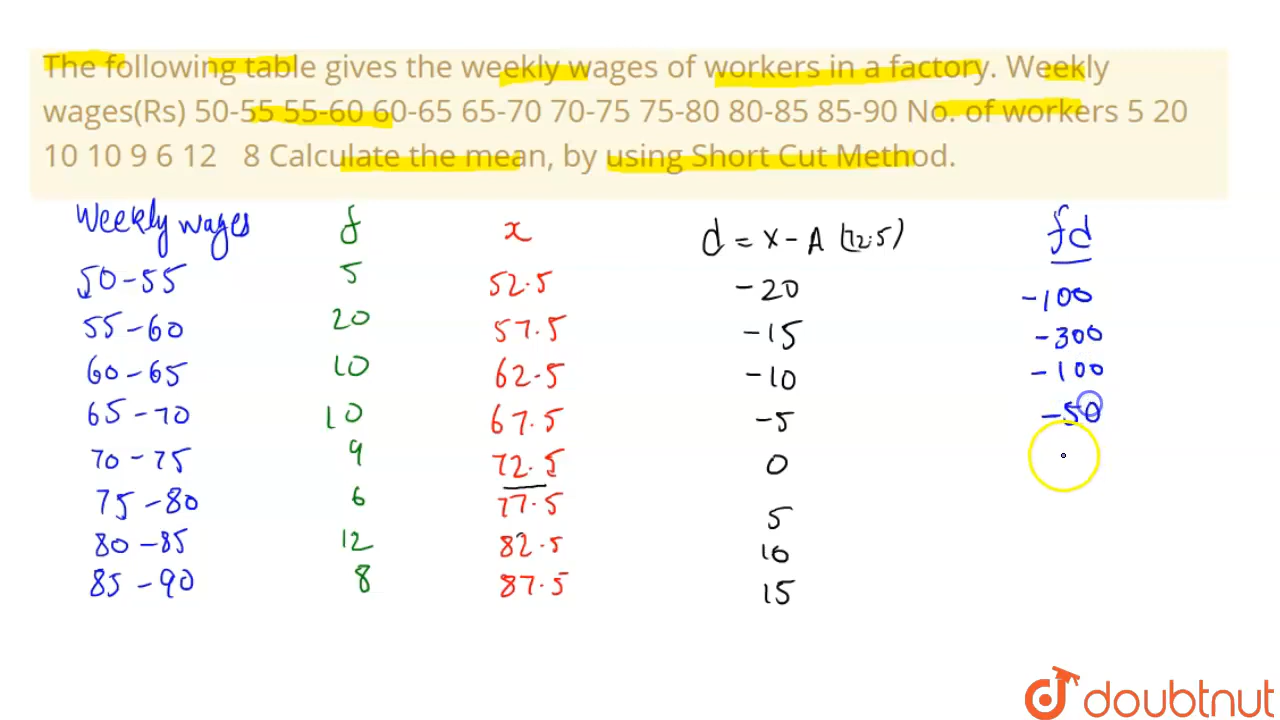 The following table gives the weekly wages of workers in a factory. Weekly
wages(Rs) 50-55 55-60 60-65 65-70 70-75 75-80 80-85 85-90 No. of workers 5 20
10 10 9 6 12 8 Calculate the mean, by using Short Cut Method.
Weekly wages f x d = x - A (72.5) fd
50-55 5 52.5 -20 -100
55-60 20 57.5 -15 -300
60-65 10 62.5 -10 -100
65-70 10 67.5 -5 -50
70-75 9 72.5 0
75-80 6 77.5 5
80-85 12 82.5 10
85-90 8 87.5 15
doubtnut